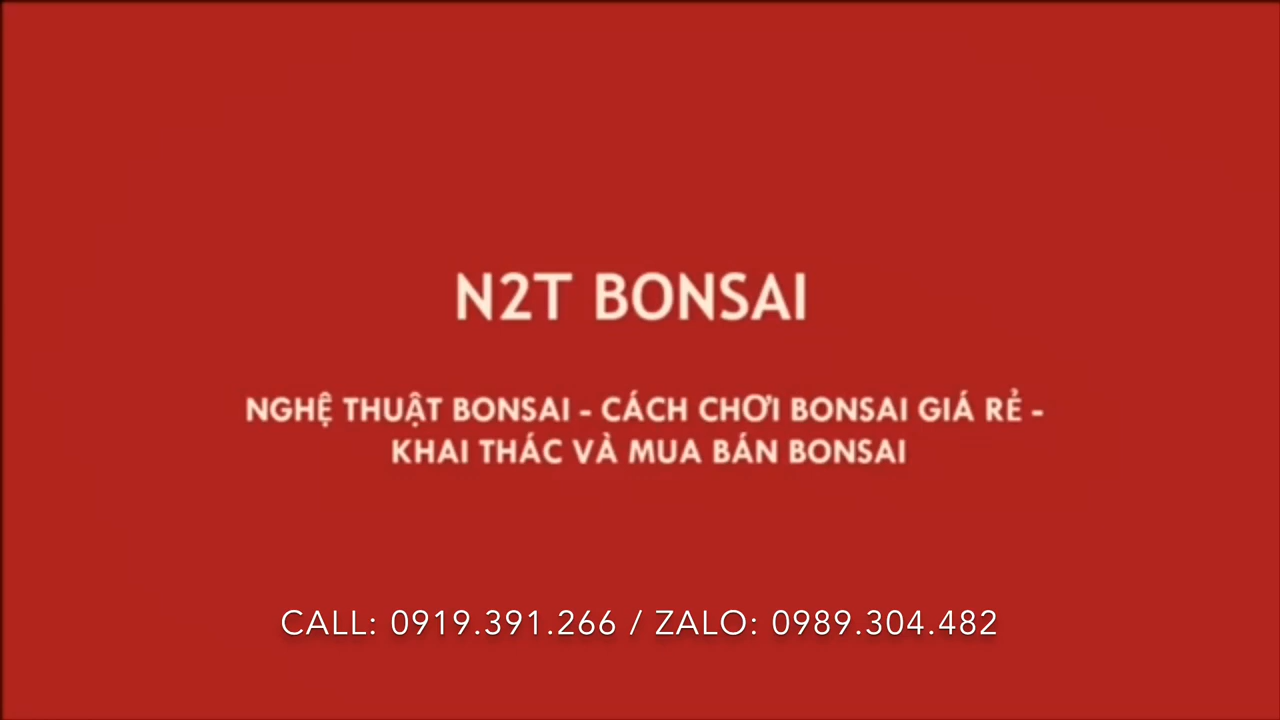 N2T BONSAI
NGHỆ THUẬT BONSAI - CÁCH CHƠI BONSAI GIÁ RẺ -
KHAI THÁC VÀ MUA BÁN BONSAI
CALL: 0919.391.266 / ZALO: 0989.304.482